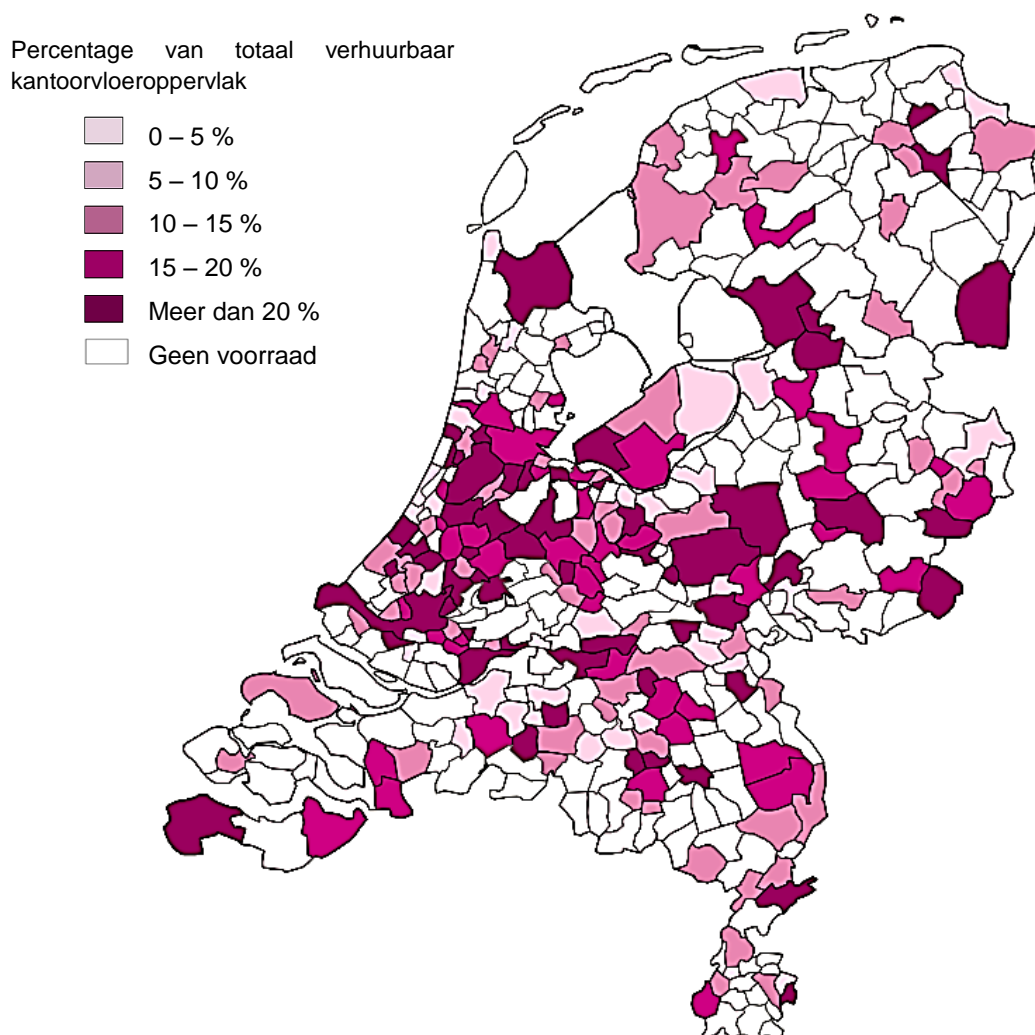 Percentage van totaal verhuurbaar
kantoorvloeroppervlak
0 – 5 %
5 – 10 %
10 – 15 %
15 – 20 %
Meer dan 20 %
Geen voorraad